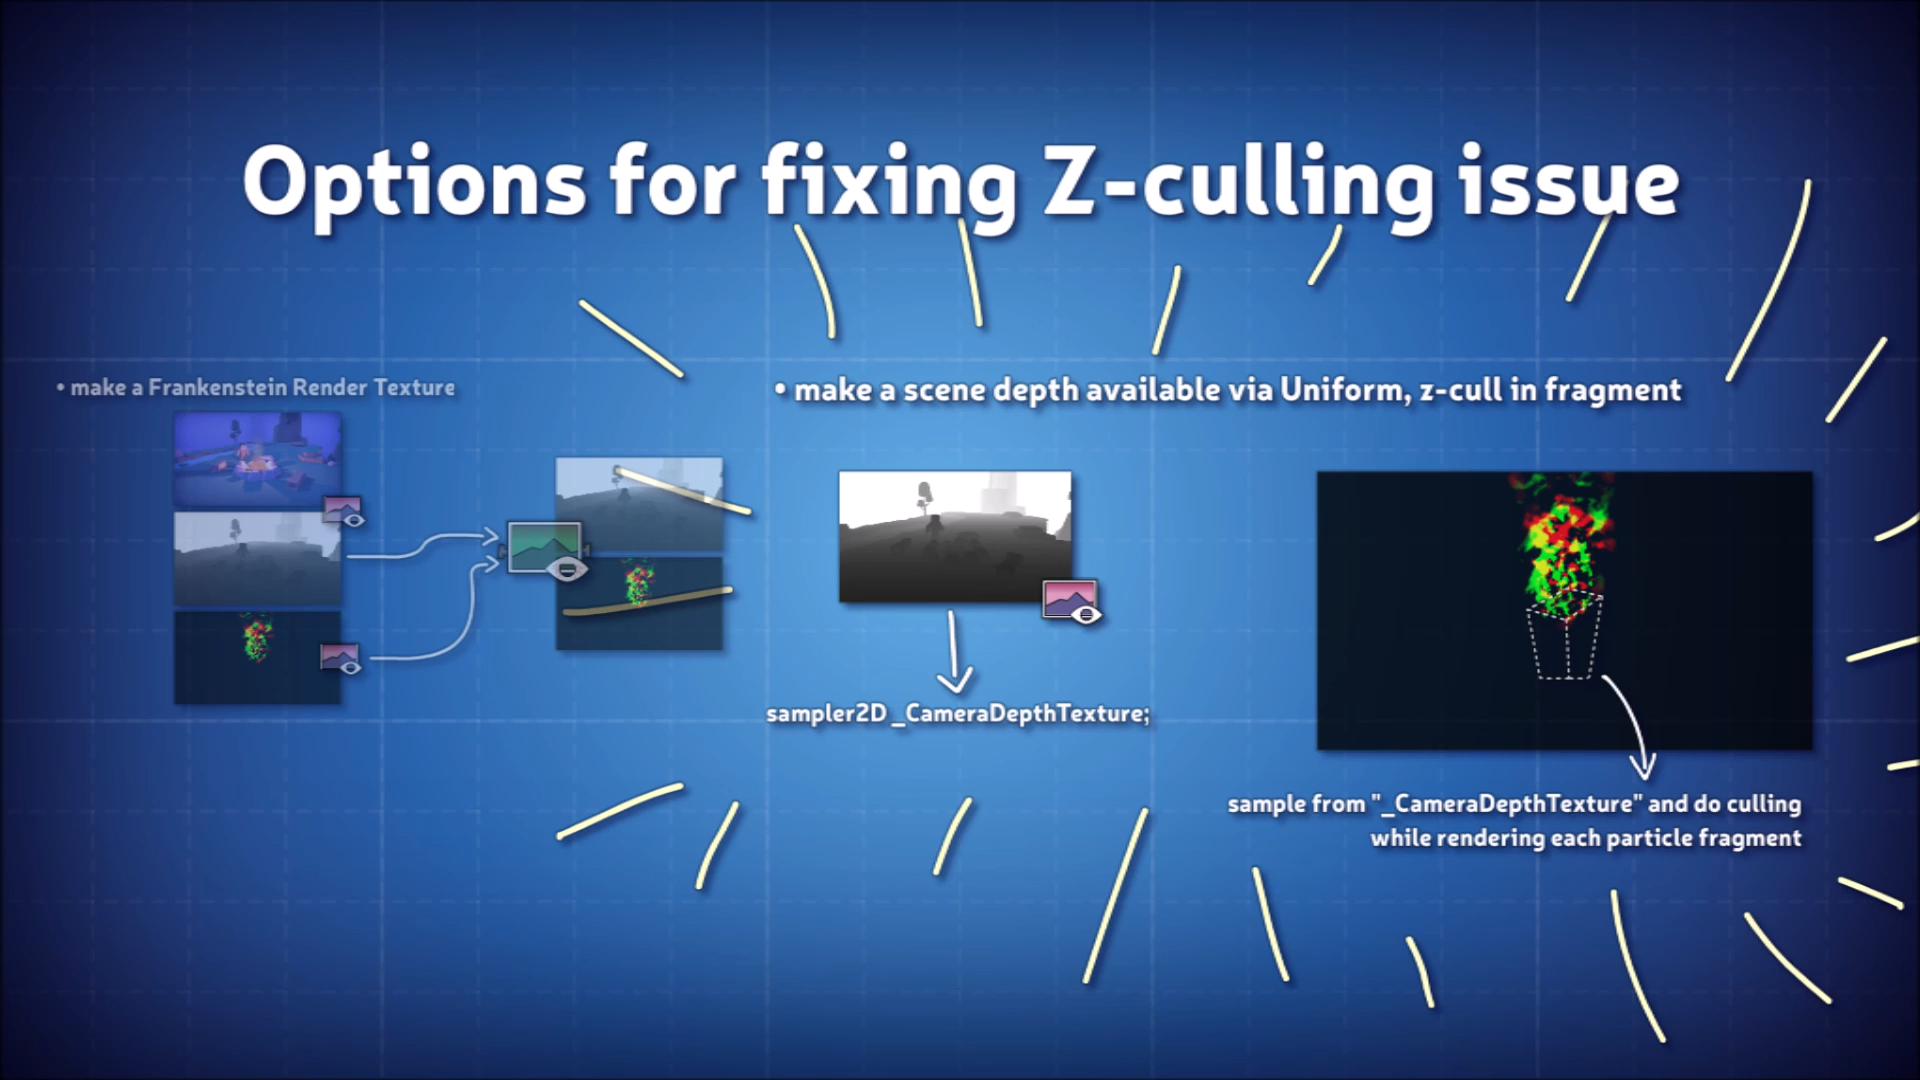 Options for fixing Z-culling issue
• make a Frankenstein Render Texture
• make a scene depth available via Uniform, z-cull in fragment
sampler2D _CameraDepthTexture;
sample from "_CameraDepthTexture" and do culling
while rendering each particle fragment